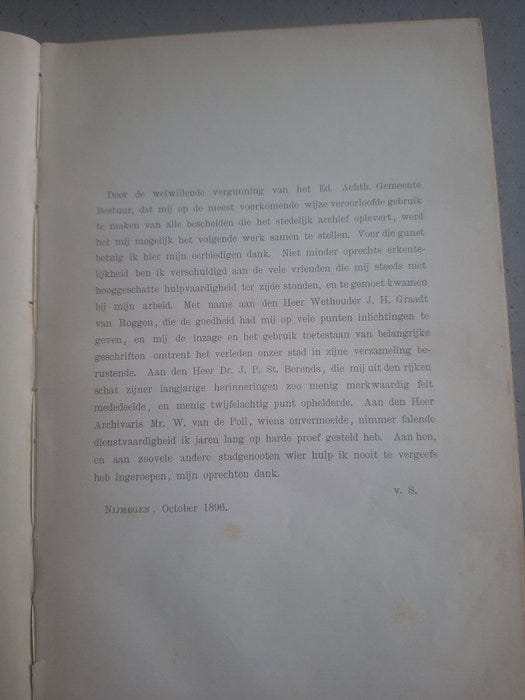 Door de welwillende vergunning van het Ed. Achtb. Gemeente
Bestuur, dat mij op de meest voorkomende wijze veroorloofde gebruik
te maken van alle bescheiden die het stedelijk archief oplevert, werd
het mij mogelijk het volgende werk samen te stellen. Voor die gunst
betuig ik hier mijn eerbiedigen dank. Niet minder oprechte erkente-
lijkheid ben ik verschuldigd aan de vele vrienden die mij steeds met
hooggeschatte hulpvaardigheid ter zijde stonden, en te gemoet kwamen
bij mijn arbeid. Met name aan den Heer Wethouder J. H. Graadt
van Roggen, die de goedheid had mij op vele punten inlichtingen te
geven, en mij de inzage en het gebruik toetestaan van belangrijke
geschriften omtrent het verleden onzer stad in zijne verzameling be-
rustende. Aan den Heer Dr. J. P. St. Berends, die mij uit den rijken
schat zijner langjarige herinneringen zoo menig merkwaardig feit
mededeelde, en menig twijfelachtig punt ophelderde. Aan den Heer
Archivaris Mr. W. van de Poll, wiens onvermoeide, nimmer falende
dienstvaardigheid ik jaren lang op harde proef gesteld heb. Aan hen,
en aan zoovele andere stadgenooten wier hulp ik nooit te vergeefs
heb ingeroepen, mijn oprechten dank.
v. S.
Nijmegen, October 1896.